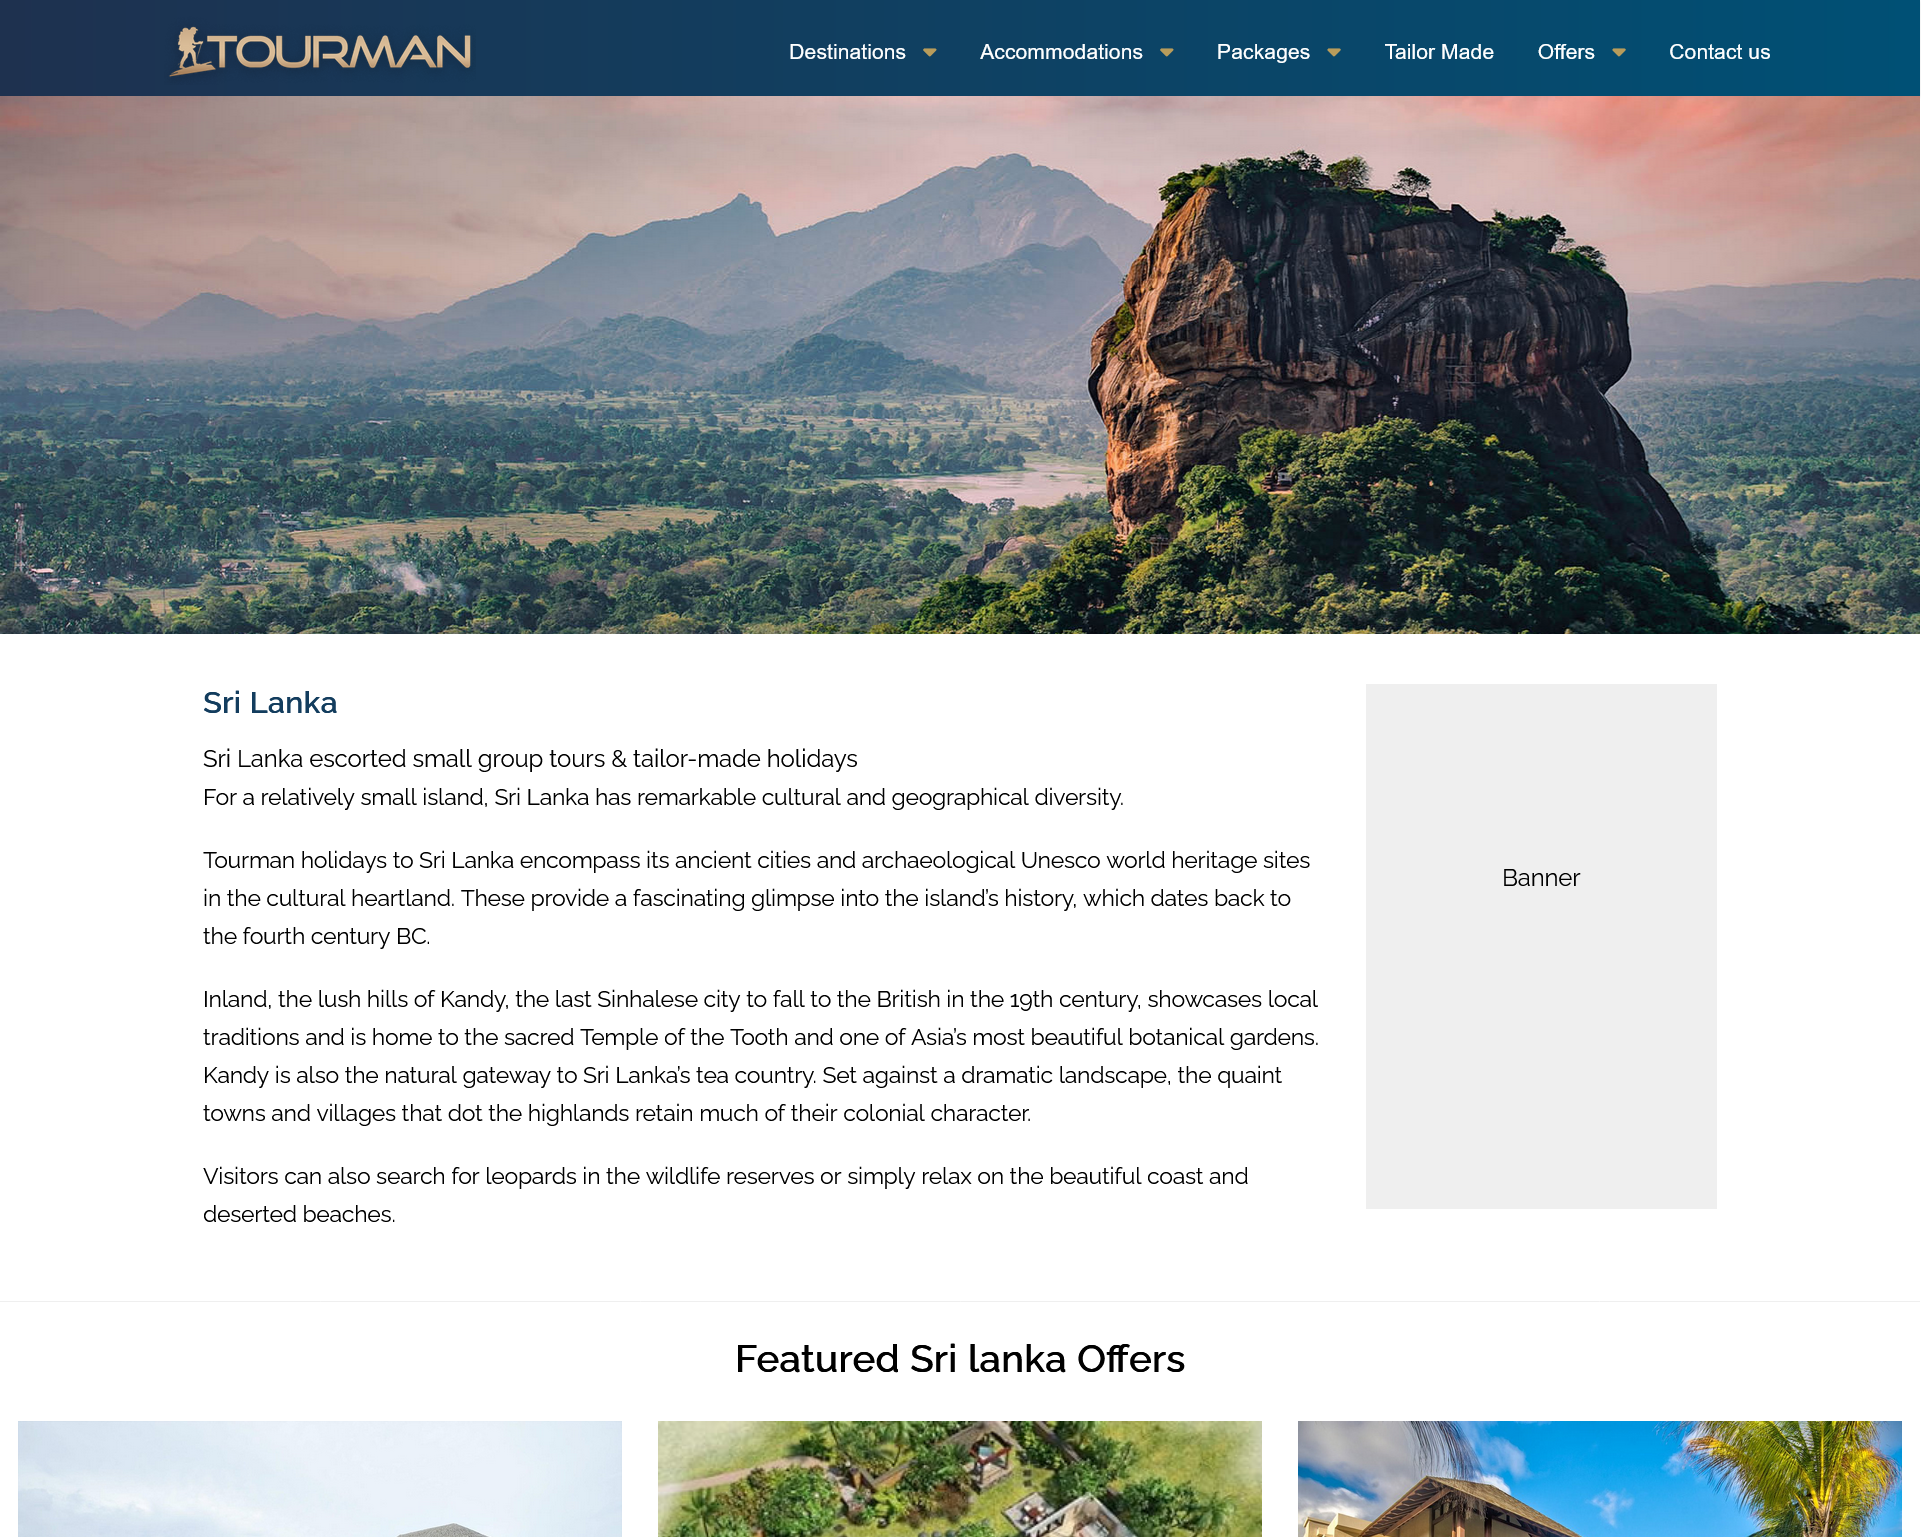 TOURMAN
Destinations
Accommodations
Packages
Tailor Made
Offers
Contact us
Sri Lanka
Sri Lanka escorted small group tours & tailor-made holidays
For a relatively small island, Sri Lanka has remarkable cultural and geographical diversity.
Tourman holidays to Sri Lanka encompass its ancient cities and archaeological Unesco world heritage sites
in the cultural heartland. These provide a fascinating glimpse into the island’s history, which dates back to
the fourth century BC.
Inland, the lush hills of Kandy, the last Sinhalese city to fall to the British in the 19th century, showcases local
traditions and is home to the sacred Temple of the Tooth and one of Asia’s most beautiful botanical gardens.
Kandy is also the natural gateway to Sri Lanka’s tea country. Set against a dramatic landscape, the quaint
towns and villages that dot the highlands retain much of their colonial character.
Visitors can also search for leopards in the wildlife reserves or simply relax on the beautiful coast and
deserted beaches.
Banner
Featured Sri lanka Offers